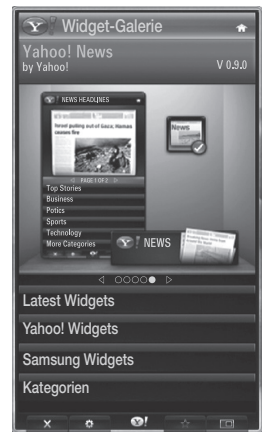 Y! Widget-Galerie
Yahoo! News
by Yahoo!
V 0.9.0
Y! NEWS HEADLINES
Israel pulling out of Gaza, Hamas
ceases fire
PAGE 1 OF 2
Top Stories
Business
Potics
Sports
Technology
More Categories
News
Y! NEWS
Latest Widgets
Yahoo! Widgets
Samsung Widgets
Kategorien
Y!